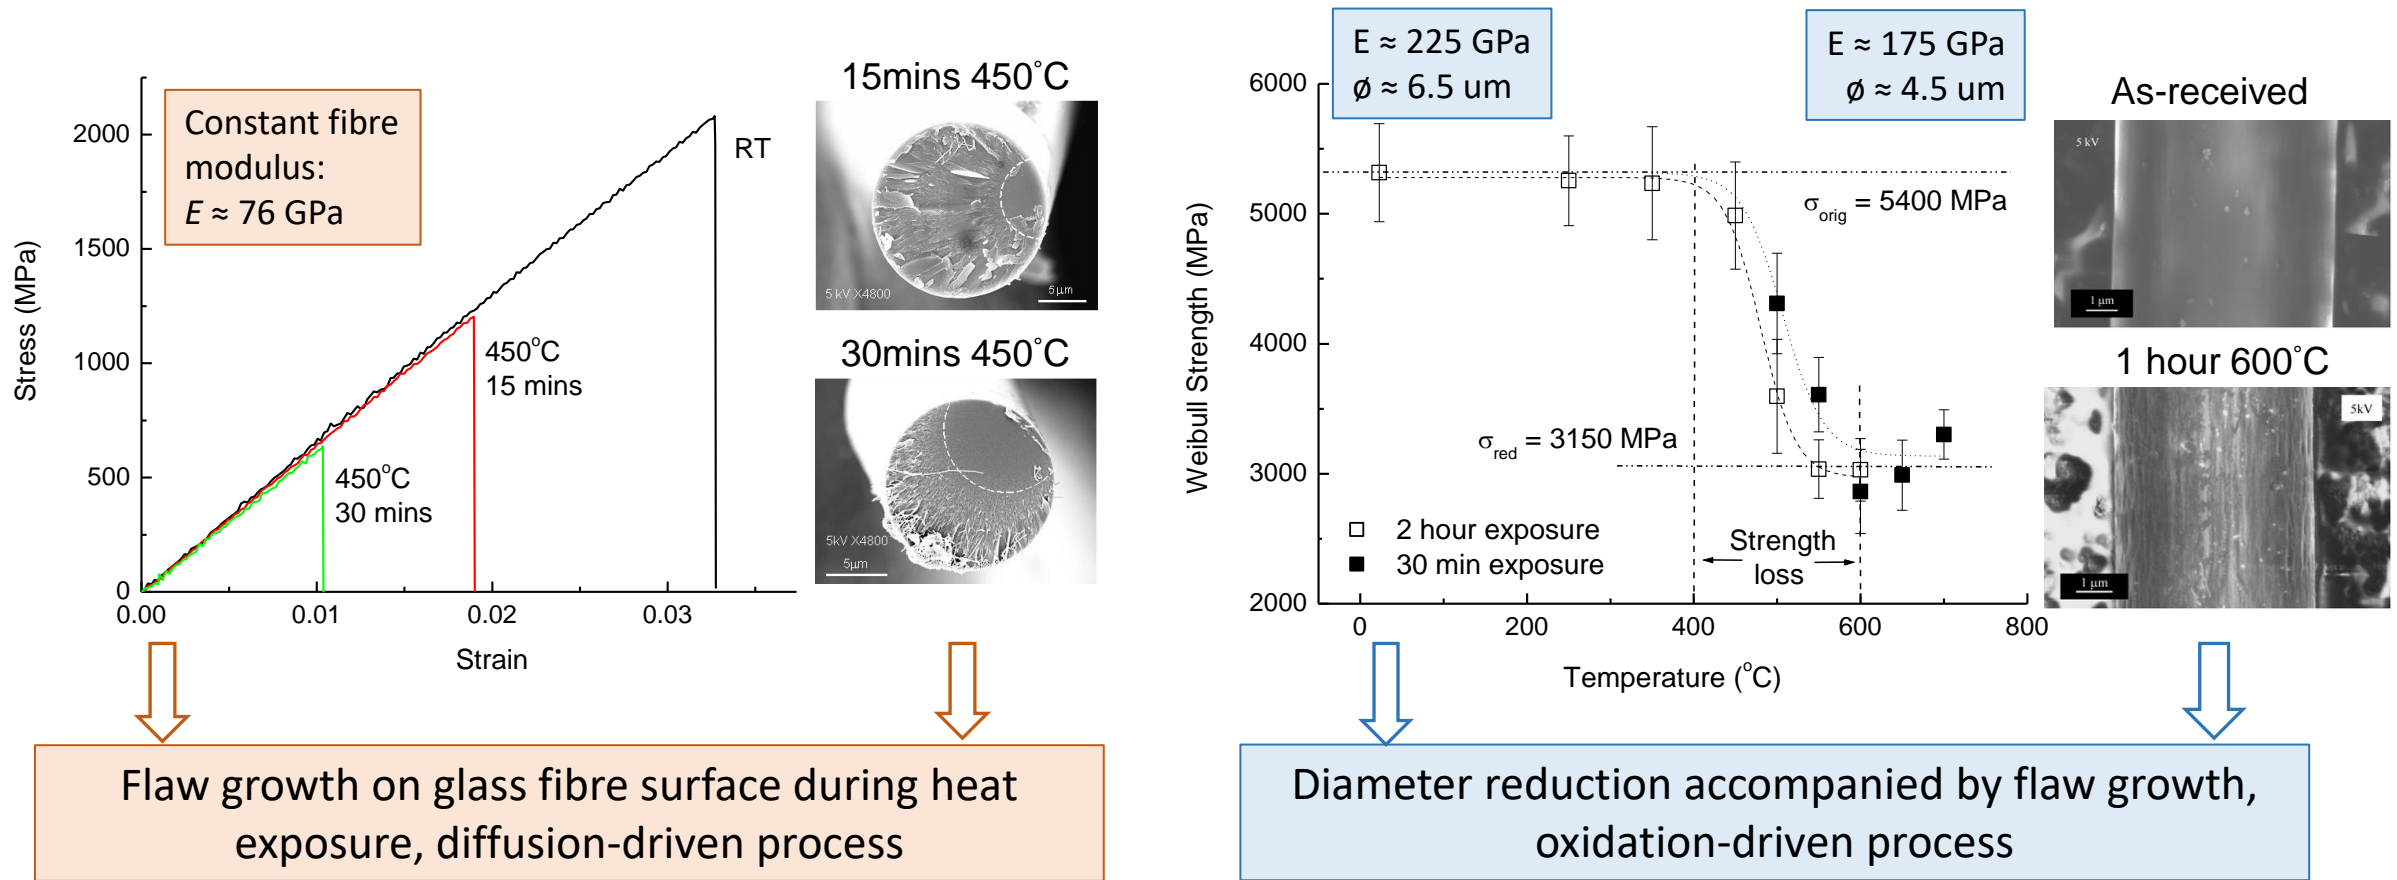 Constant fibre
modulus:
E ≈ 76 GPa
Stress (MPa)
2000
1500
1000
500
0
0.00
0.01
0.02
0.03
Strain
RT
450°C
15 mins
450°C
30 mins
15mins 450°C
5 kV X4800
5µm
30mins 450°C
5kV X4800
5µm
Flaw growth on glass fibre surface during heat
exposure, diffusion-driven process
E ≈ 225 GPa
ø ≈ 6.5 um
E ≈ 175 GPa
ø ≈ 4.5 um
Weibull Strength (MPa)
6000
5000
4000
3000
2000
0
200
400
600
800
Temperature (°C)
σorig = 5400 MPa
σred = 3150 MPa
2 hour exposure
30 min exposure
Strength
loss
As-received
5 kV
1 µm
1 hour 600°C
5kV
1 µm
Diameter reduction accompanied by flaw growth,
oxidation-driven process